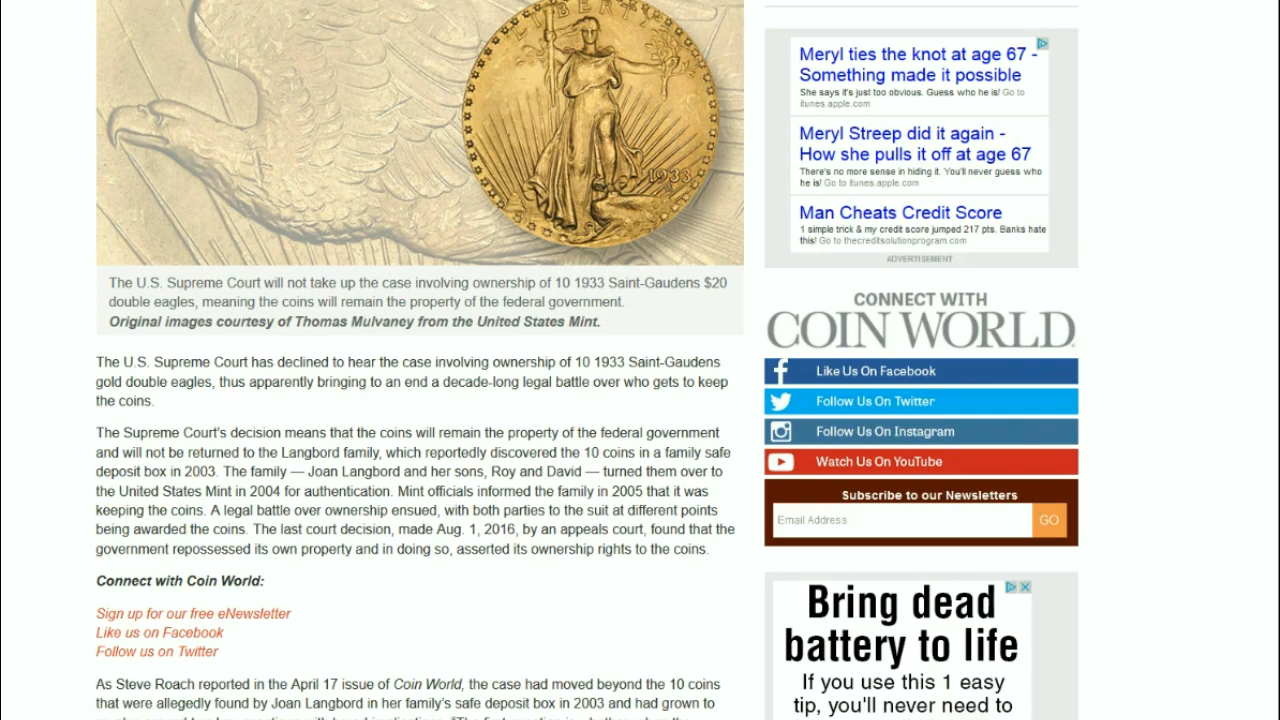 LIBERTY
1933
The U.S. Supreme Court will not take up the case involving ownership of 10 1933 Saint-Gaudens $20
double eagles, meaning the coins will remain the property of the federal government.
Original images courtesy of Thomas Mulvaney from the United States Mint.
The U.S. Supreme Court has declined to hear the case involving ownership of 10 1933 Saint-Gaudens
gold double eagles, thus apparently bringing to an end a decade-long legal battle over who gets to keep
the coins.
The Supreme Court's decision means that the coins will remain the property of the federal government
and will not be returned to the Langbord family, which reportedly discovered the 10 coins in a family safe
deposit box in 2003. The family — Joan Langbord and her sons, Roy and David — turned them over to
the United States Mint in 2004 for authentication. Mint officials informed the family in 2005 that it was
keeping the coins. A legal battle over ownership ensued, with both parties to the suit at different points
being awarded the coins. The last court decision, made Aug. 1, 2016, by an appeals court, found that the
government repossessed its own property and in doing so, asserted its ownership rights to the coins.
Connect with Coin World:
Sign up for our free eNewsletter
Like us on Facebook
Follow us on Twitter
As Steve Roach reported in the April 17 issue of Coin World, the case had moved beyond the 10 coins
that were allegedly found by Joan Langbord in her family's safe deposit box in 2003 and had grown to
Meryl ties the knot at age 67 -
Something made it possible
She says it's just too obvious. Guess who he is! Go to
itunes.apple.com
Meryl Streep did it again -
How she pulls it off at age 67
There's no more sense in hiding it. You'll never guess who
he is! Go to itunes.apple.com
Man Cheats Credit Score
1 simple trick & my credit score jumped 217 pts. Banks hate
this! Go to thecreditsolutionprogram.com
ADVERTISEMENT
CONNECT WITH
COIN WORLD
Like Us On Facebook
Follow Us On Twitter
Follow Us On Instagram
Watch Us On YouTube
Subscribe to our Newsletters
Email Address
GO
Bring dead
battery to life
If you use this 1 easy
tip, you'll never need to